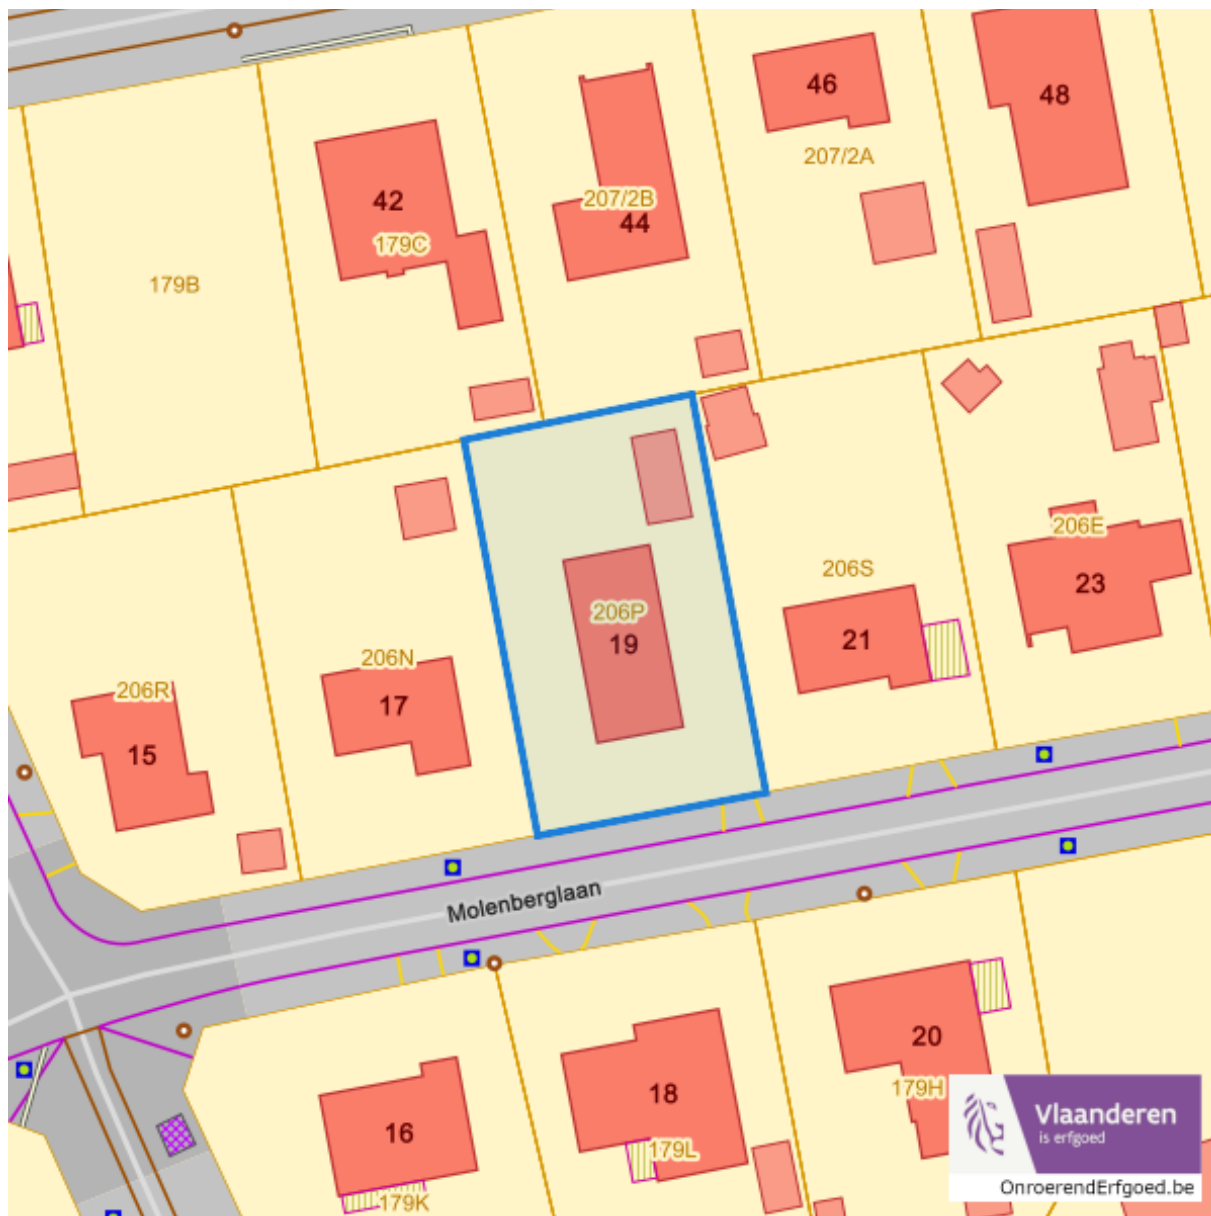 46
48
207/2A
42
207/2B
44
179C
179B
206E
206S
23
206P
19
21
206N
206R
17
15
Molenberglaan
20
179H
18
16
179L
179K
Vlaanderen
is erfgoed
OnroerendErfgoed.be